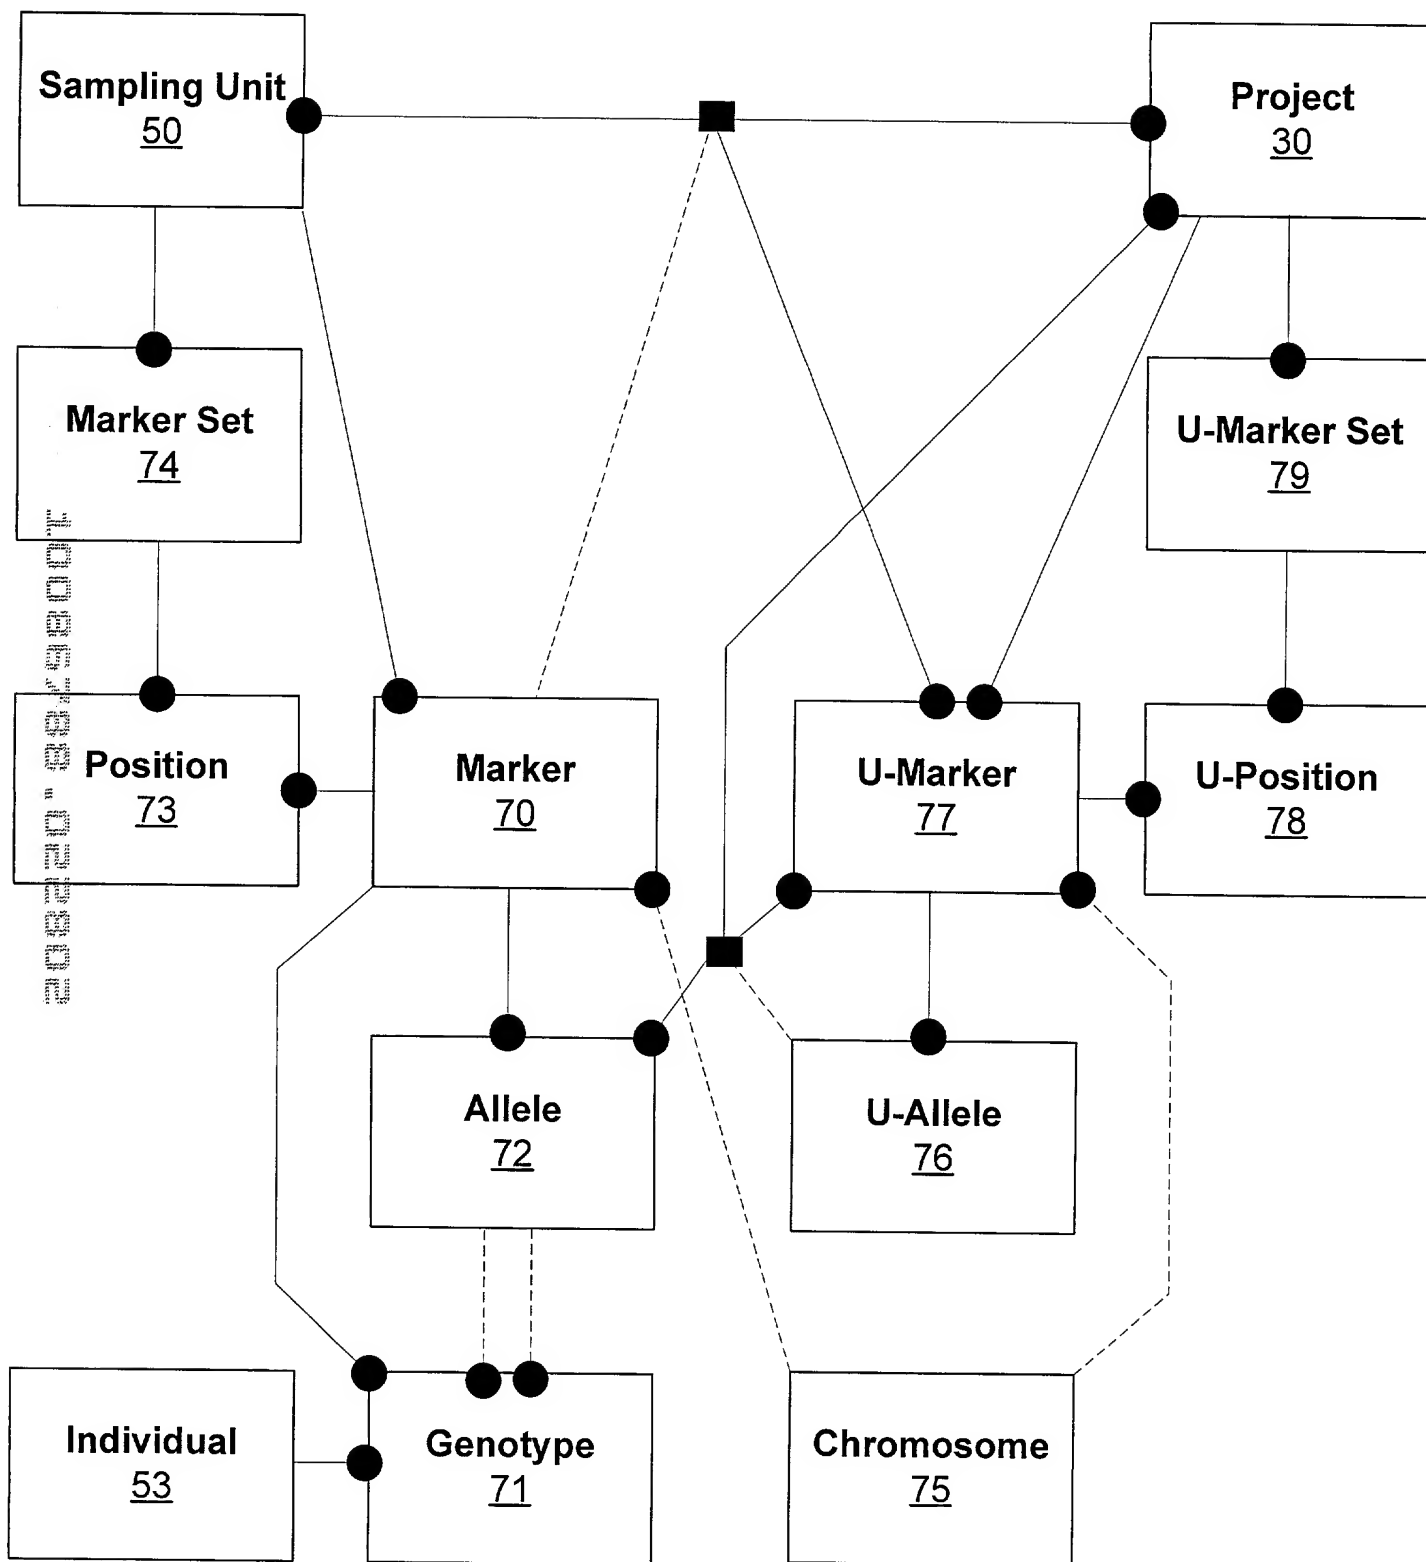 Sampling Unit
50
Project
30
Marker Set
74
U-Marker Set
79
Position
73
Marker
70
U-Marker
77
U-Position
78
Allele
72
U-Allele
76
Individual
53
Genotype
71
Chromosome
75